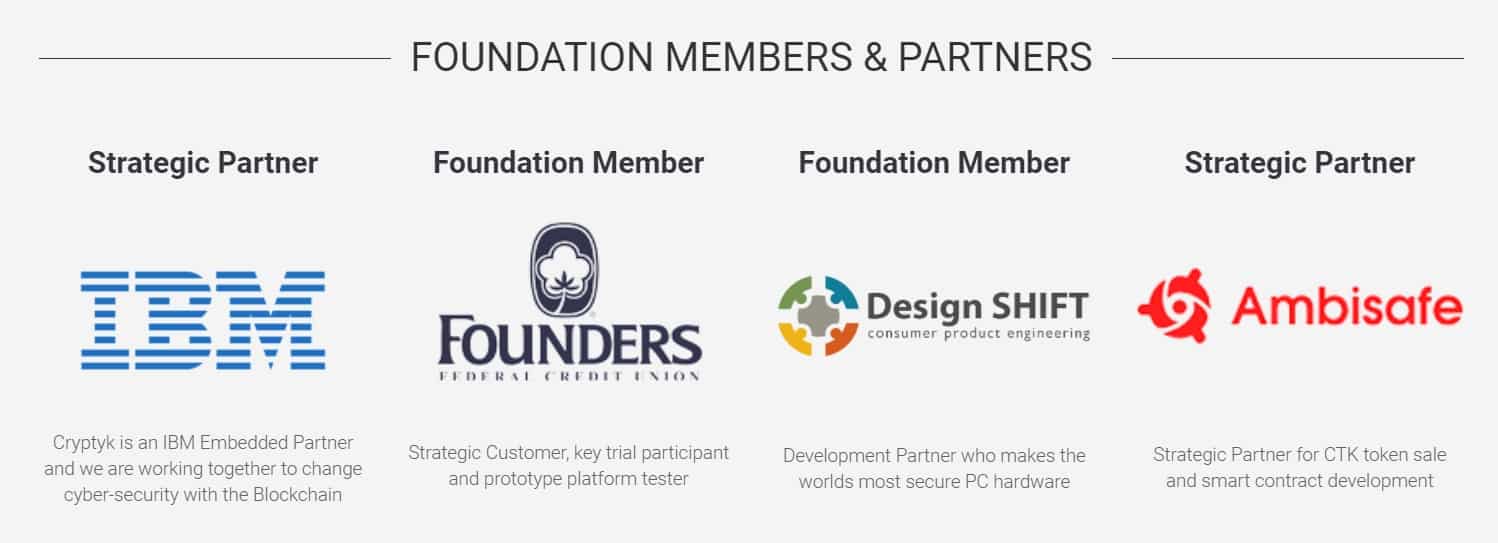 FOUNDATION MEMBERS & PARTNERS
Strategic Partner
IBM
Cryptyk is an IBM Embedded Partner
and we are working together to change
cyber-security with the Blockchain
Foundation Member
FOUNDERS
FEDERAL CREDIT UNION
Strategic Customer, key trial participant
and prototype platform tester
Foundation Member
Design SHIFT
consumer product engineering
Development Partner who makes the
worlds most secure PC hardware
Strategic Partner
Ambisafe
Strategic Partner for CTK token sale
and smart contract development